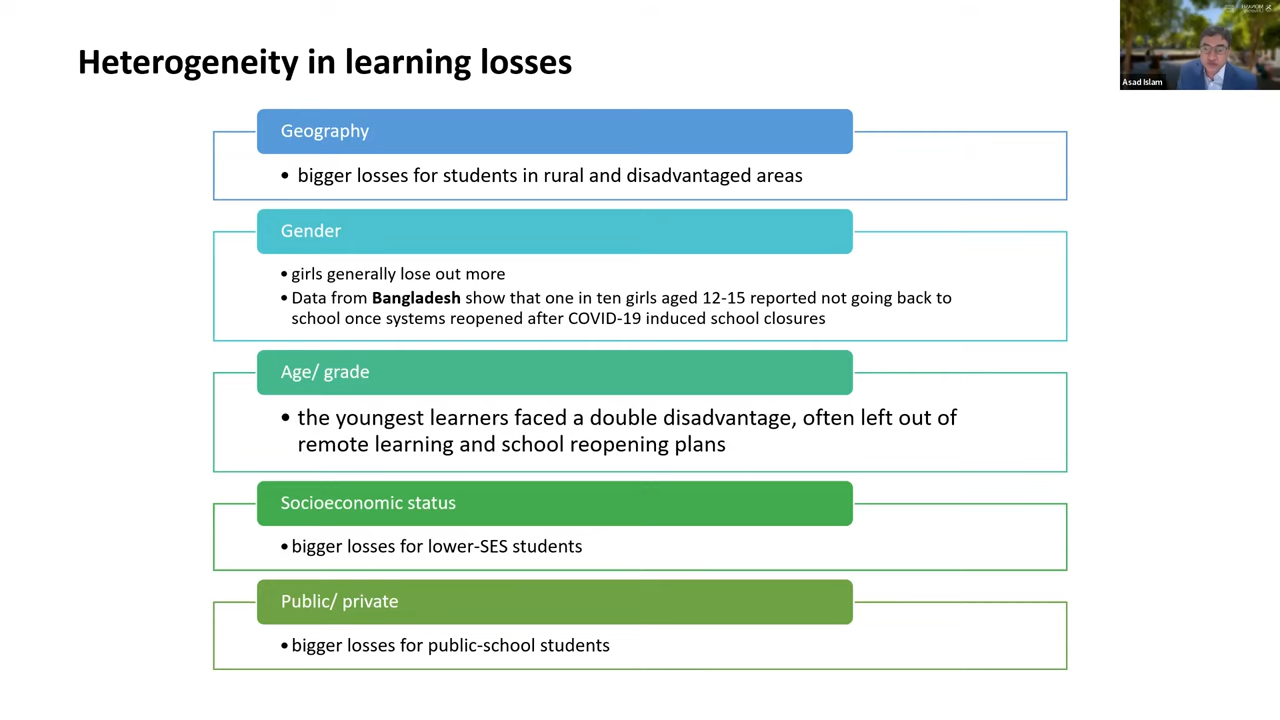 Heterogeneity in learning losses
Asad Islam
Geography
• bigger losses for students in rural and disadvantaged areas
Gender
• girls generally lose out more
• Data from Bangladesh show that one in ten girls aged 12-15 reported not going back to
school once systems reopened after COVID-19 induced school closures
Age/ grade
• the youngest learners faced a double disadvantage, often left out of
remote learning and school reopening plans
Socioeconomic status
• bigger losses for lower-SES students
Public/ private
• bigger losses for public-school students